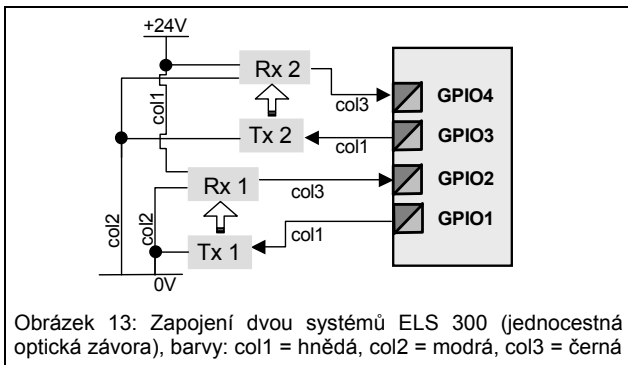 +24V
Rx 2
col1
col3
GPIO4
Tx 2
col1
GPIO3
Rx 1
col3
GPIO2
col2
col2
Tx 1
col1
GPIO1
0V
Obrázek 13: Zapojení dvou systémů ELS 300 (jednocestná
optická závora), barvy: col1 = hnědá, col2 = modrá, col3 = černá